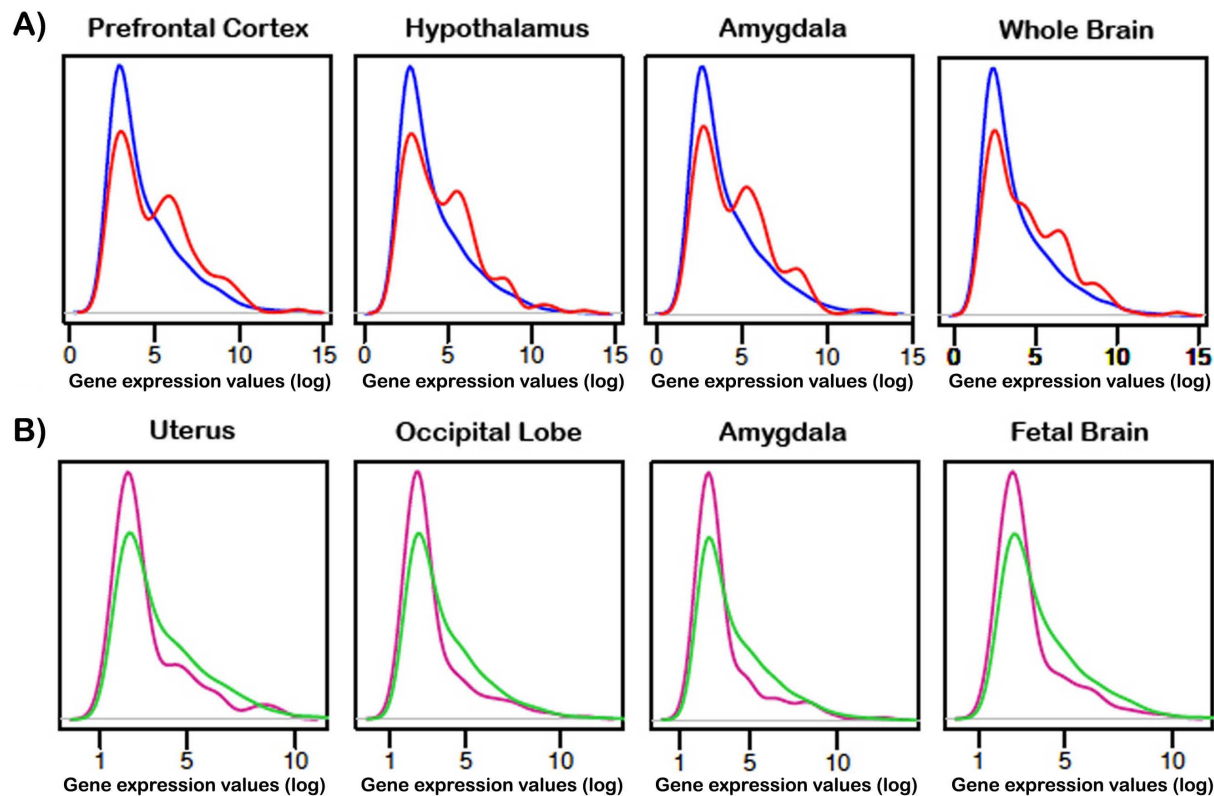 A)
Prefrontal Cortex Hypothalamus Amygdala Whole Brain
0 5 10 15 0 5 10 15 0 5 10 15 0 5 10 15
Gene expression values (log) Gene expression values (log) Gene expression values (log) Gene expression values (log)
B)
Uterus Occipital Lobe Amygdala Fetal Brain
1 5 10 1 5 10 1 5 10 1 5 10
Gene expression values (log) Gene expression values (log) Gene expression values (log) Gene expression values (log)